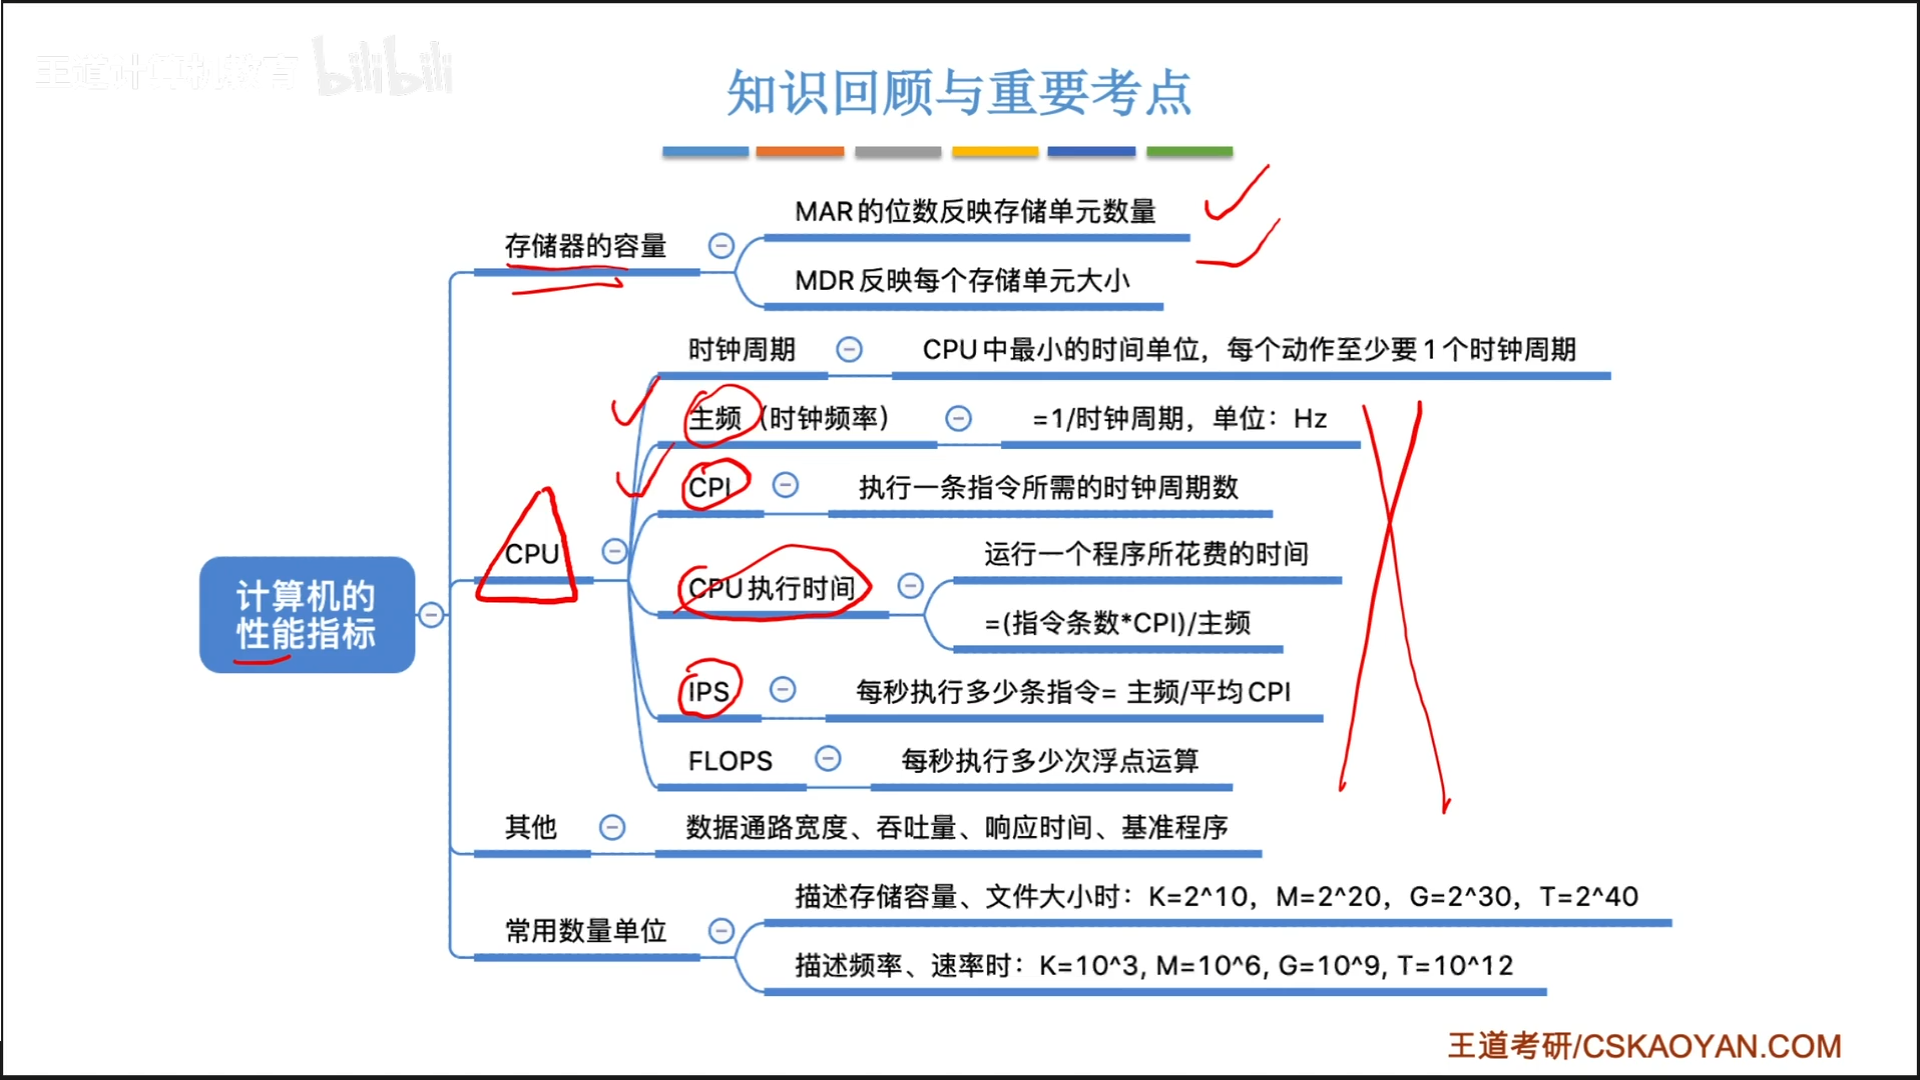 王道计算机教育 bilibili
知识回顾与重要考点
存储器的容量
MAR的位数反映存储单元数量
MDR反映每个存储单元大小
时钟周期
CPU中最小的时间单位，每个动作至少要1个时钟周期
主频（时钟频率）
=1/时钟周期，单位：Hz
CPI
执行一条指令所需的时钟周期数
CPU
CPU执行时间
运行一个程序所花费的时间
=(指令条数*CPI)/主频
计算机的
性能指标
IPS
每秒执行多少条指令= 主频/平均CPI
FLOPS
每秒执行多少次浮点运算
其他
数据通路宽度、吞吐量、响应时间、基准程序
常用数量单位
描述存储容量、文件大小时：K=2^10，M=2^20，G=2^30，T=2^40
描述频率、速率时：K=10^3, M=10^6, G=10^9, T=10^12
王道考研/CSKAOYAN.COM